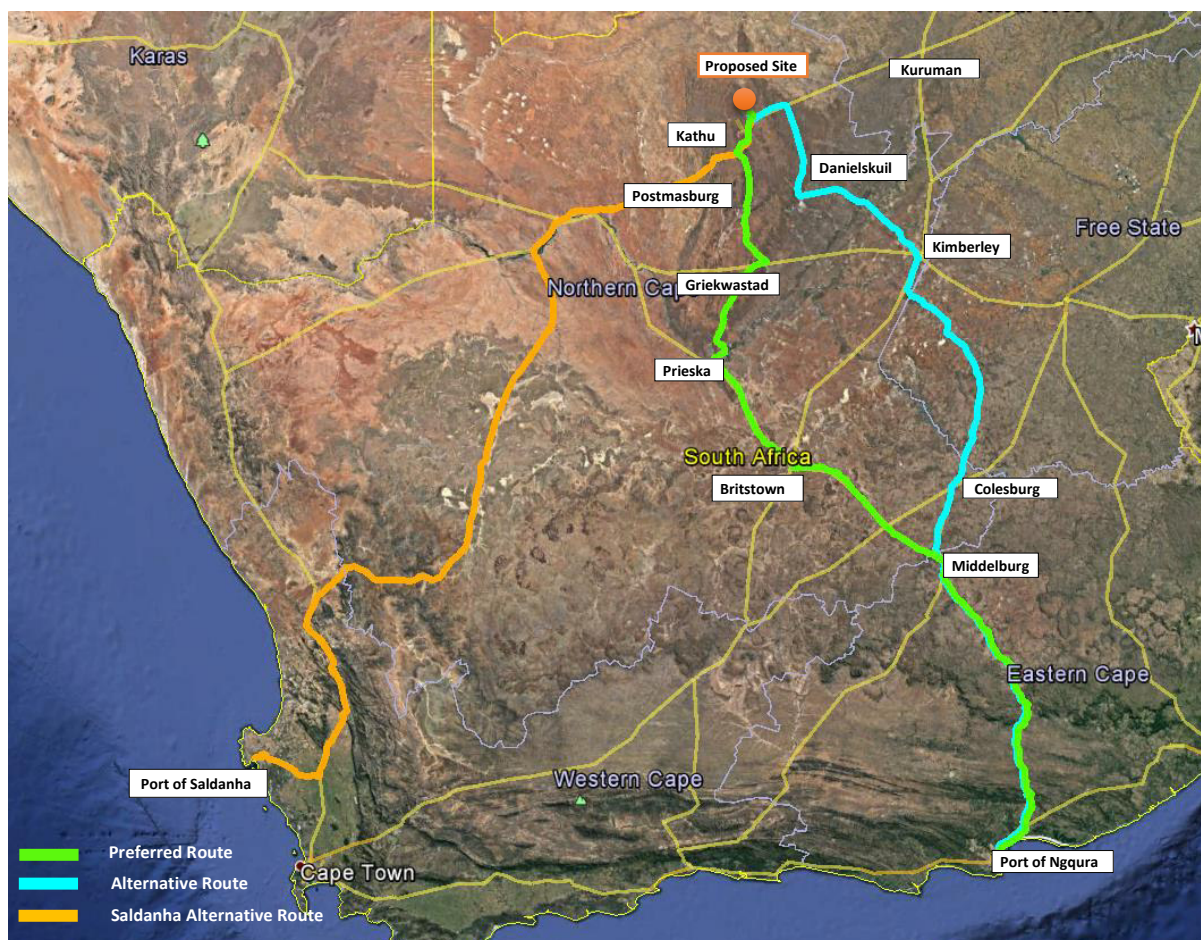 Karas
Proposed Site
Kuruman
Kathu
Danielskuil
Postmasburg
Free State
Kimberley
Griekwastad
Northern Cape
Prieska
South Africa
Britstown
Colesburg
Middelburg
Eastern Cape
Western Cape
Port of Saldanha
Port of Ngqura
Preferred Route
Cape Town
Alternative Route
Saldanha Alternative Route